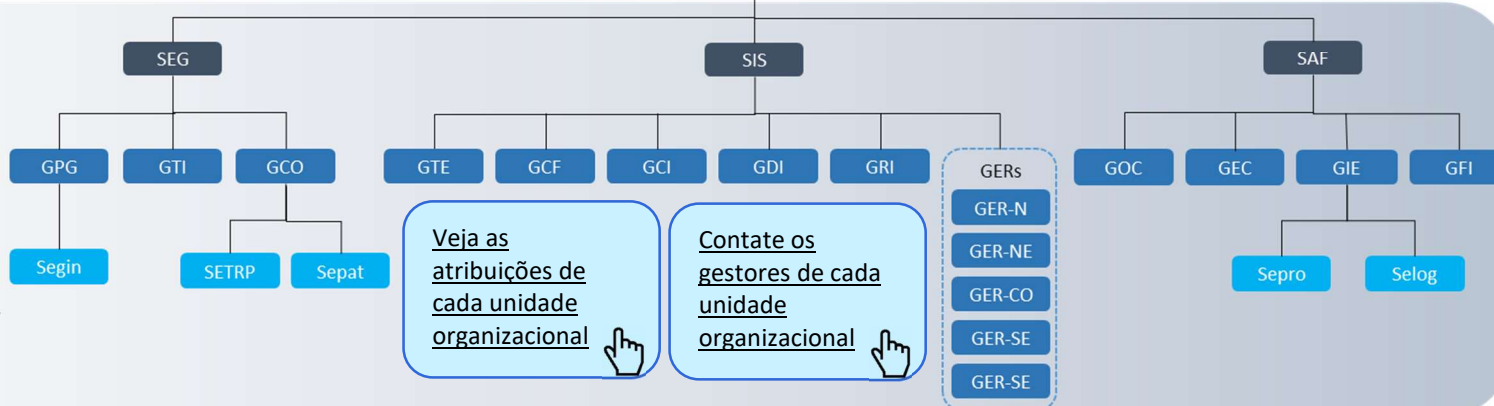 SEG
SIS
SAF
GPG
GTI
GCO
GTE
GCF
GCI
GDI
GRI
GERs
GOC
GEC
GIE
GFI
GER-N
GER-NE
GER-CO
GER-SE
GER-SE
Segin
SETRP
Sepat
Veja as
atribuições de
cada unidade
organizacional
Contate os
gestores de cada
unidade
organizacional
Sepro
Selog